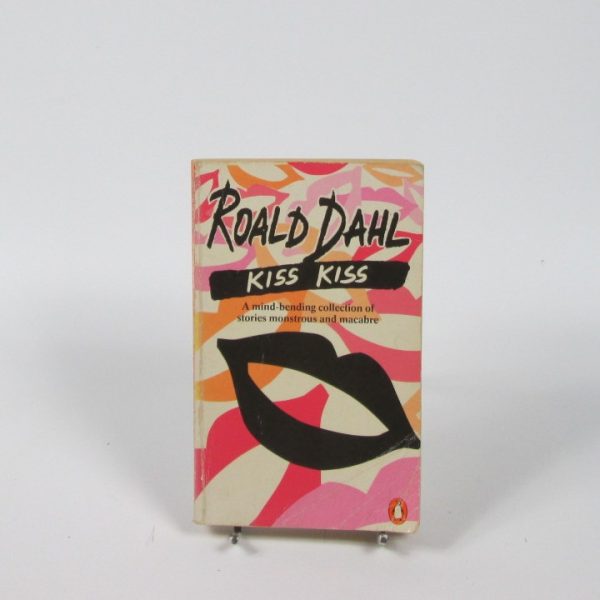 ROALD DAHL
KISS KISS
A mind-bending collection of
stories monstrous and macabre